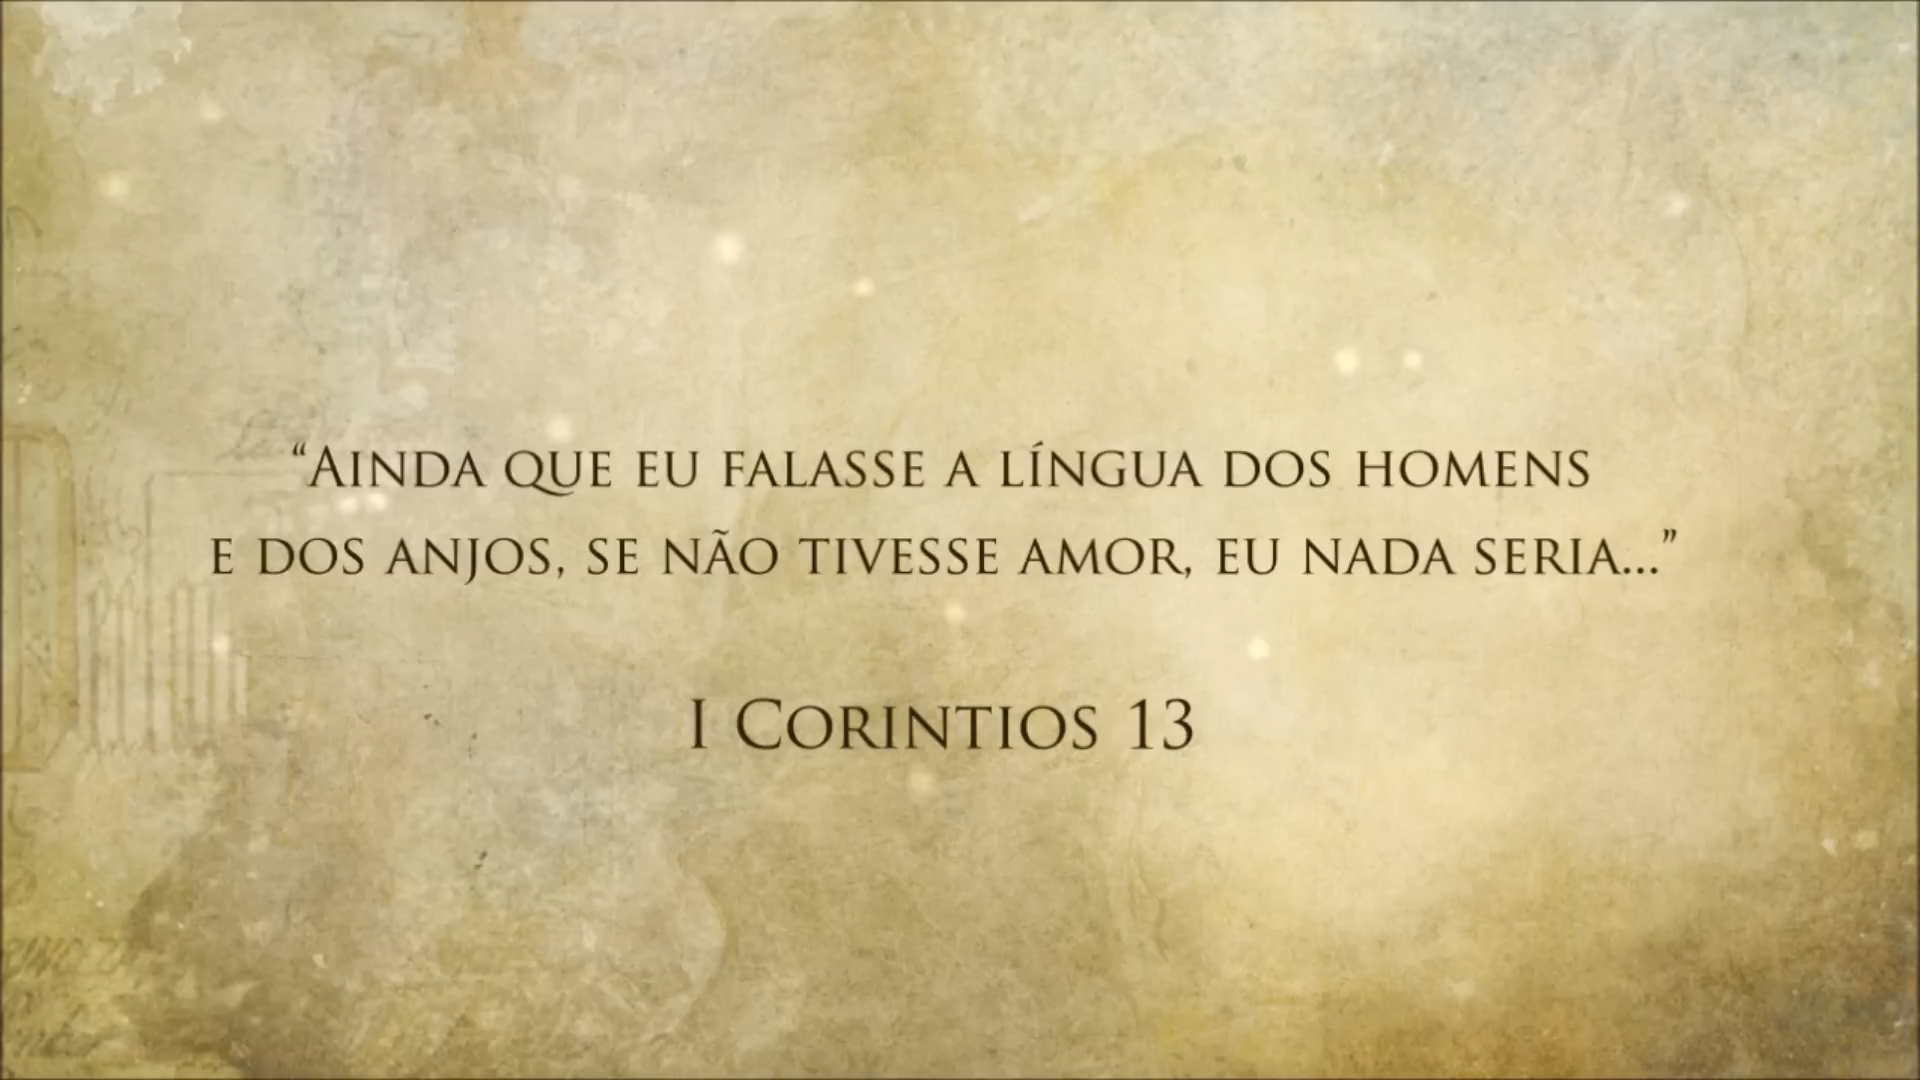 “Ainda que eu falasse a língua dos homens
e dos anjos, se não tivesse amor, eu nada seria...”
I Corintios 13